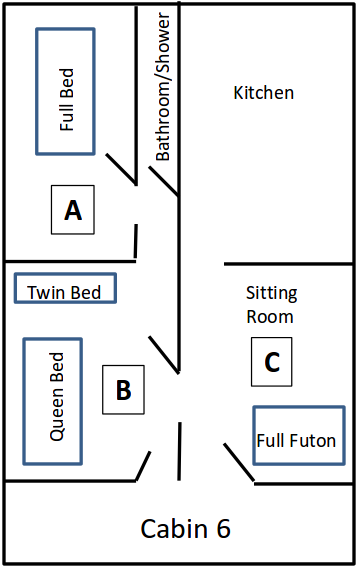 Full Bed
Bathroom/Shower
Kitchen
A
Twin Bed
Sitting
Room
Queen Bed
B
C
Full Futon
Cabin 6